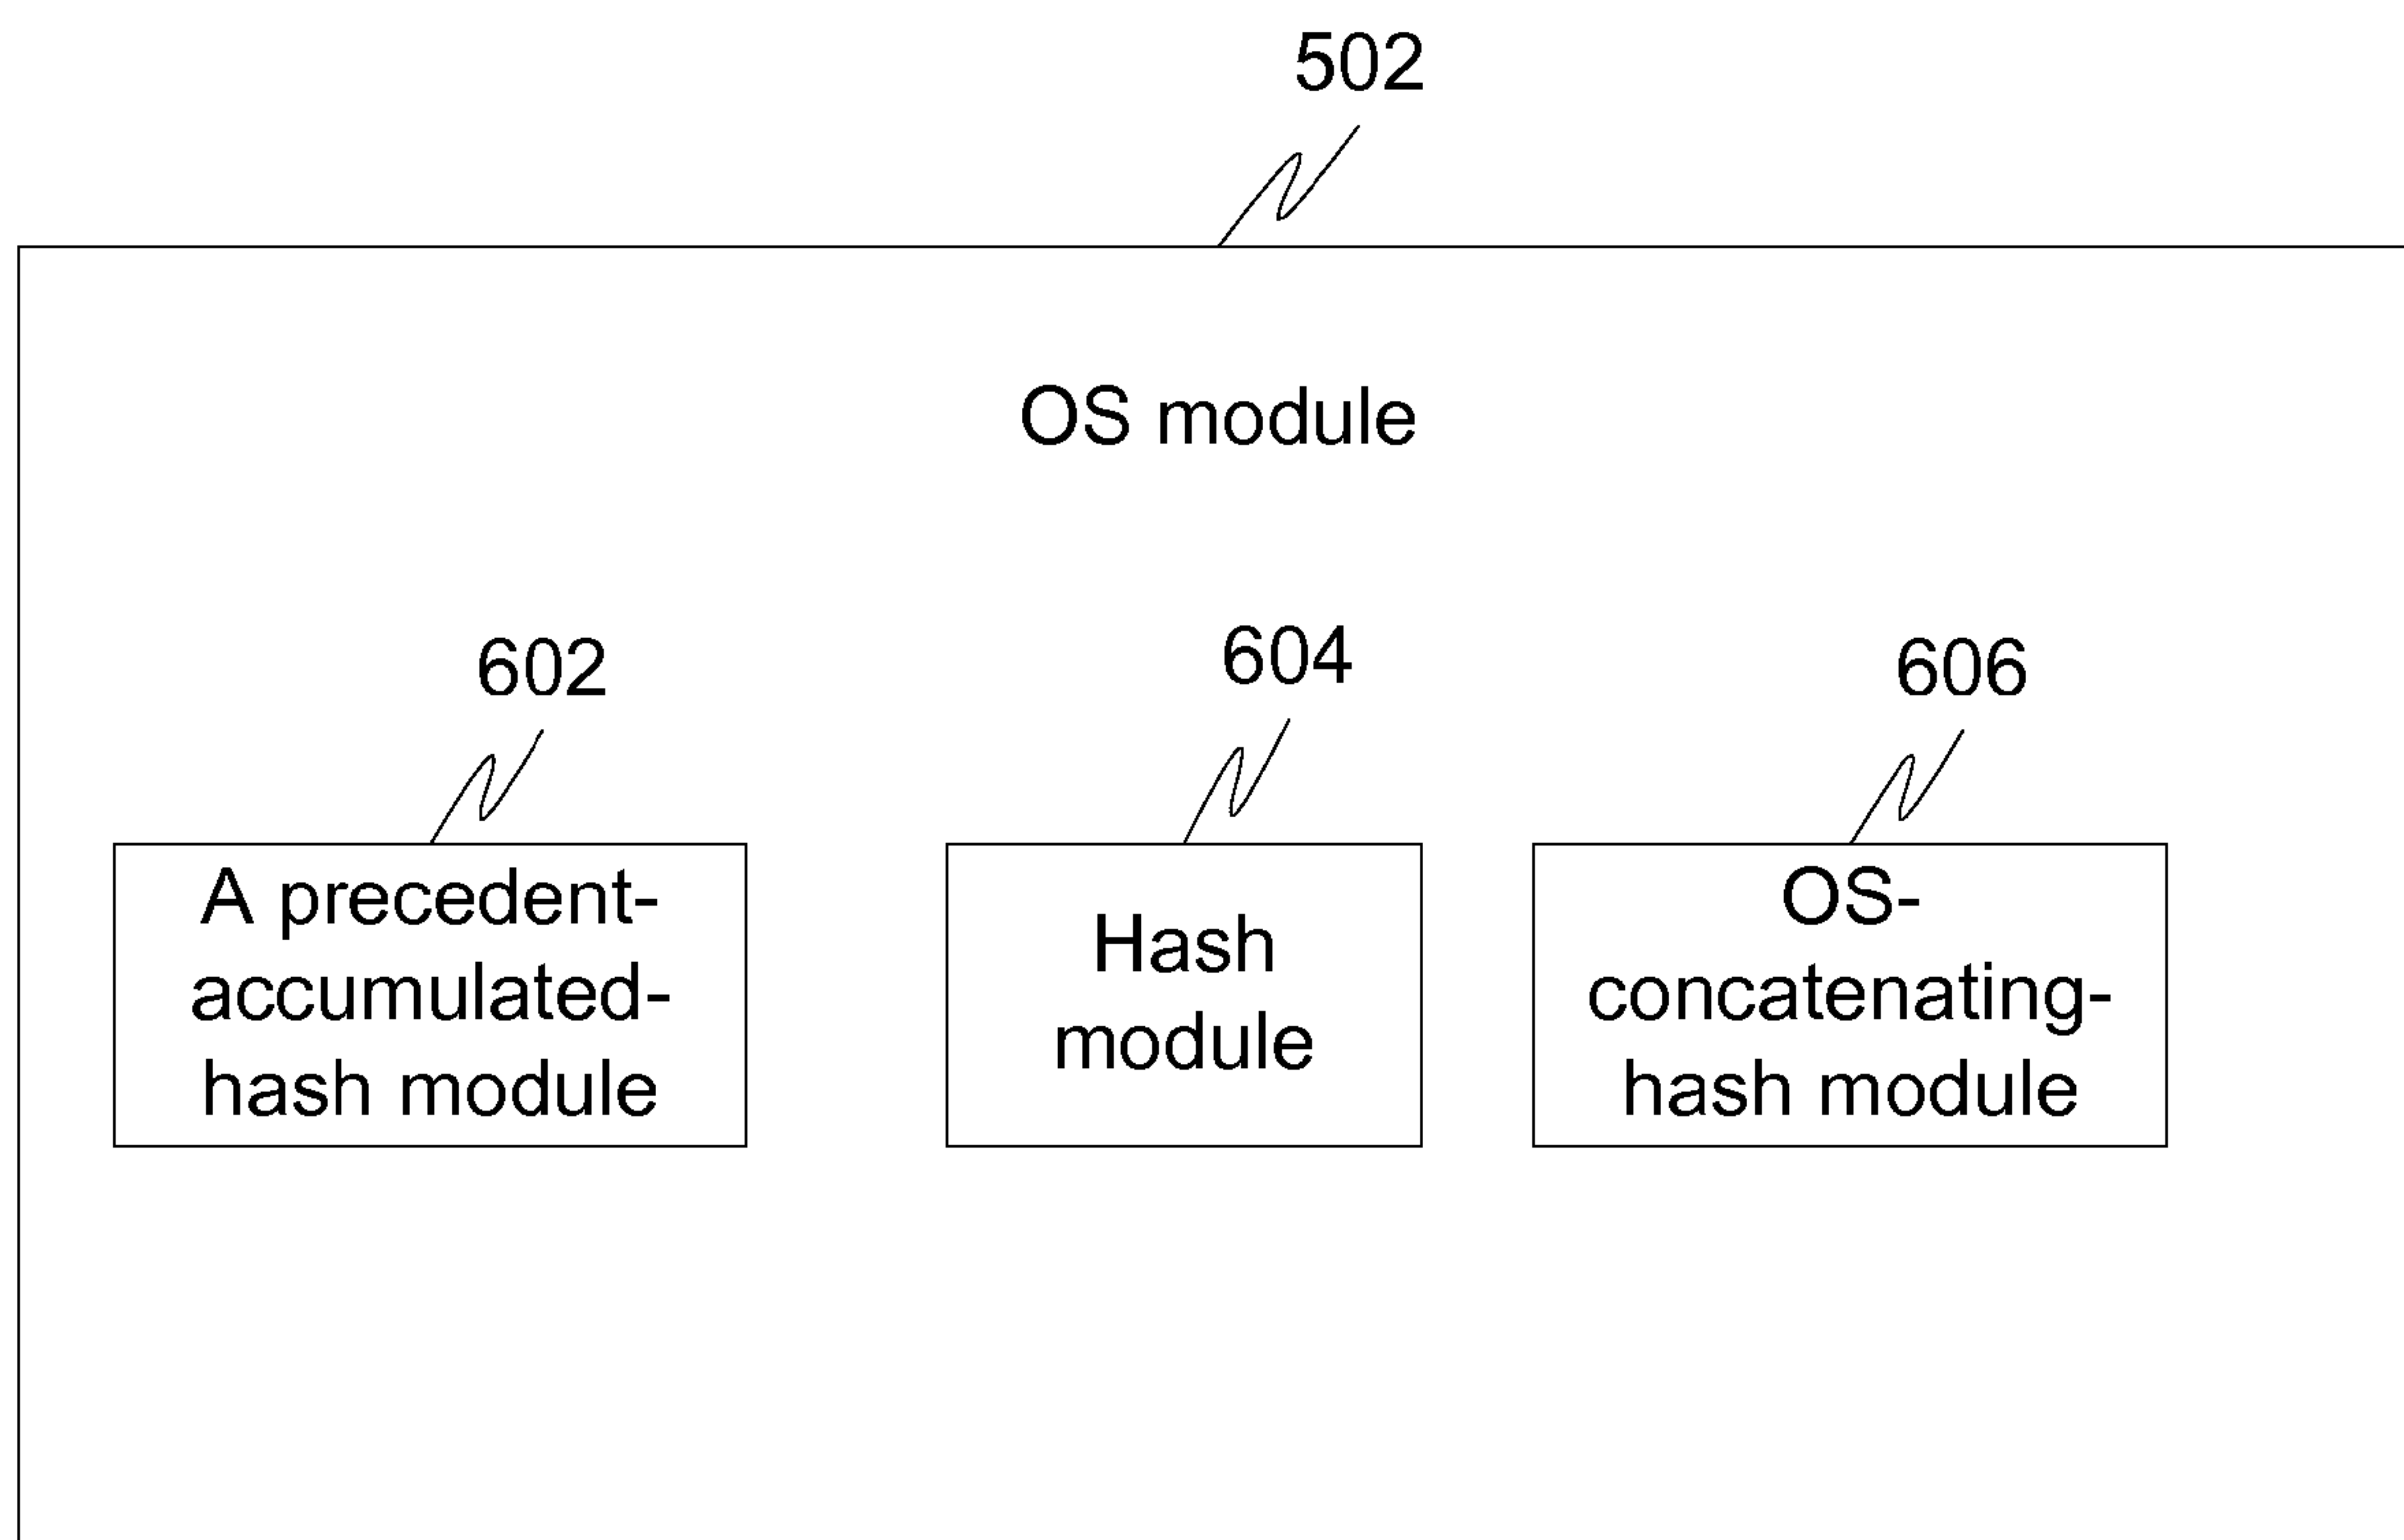 502
OS module
602
604
606
A precedent-
accumulated-
hash module
Hash
module
OS-
concatenating-
hash module